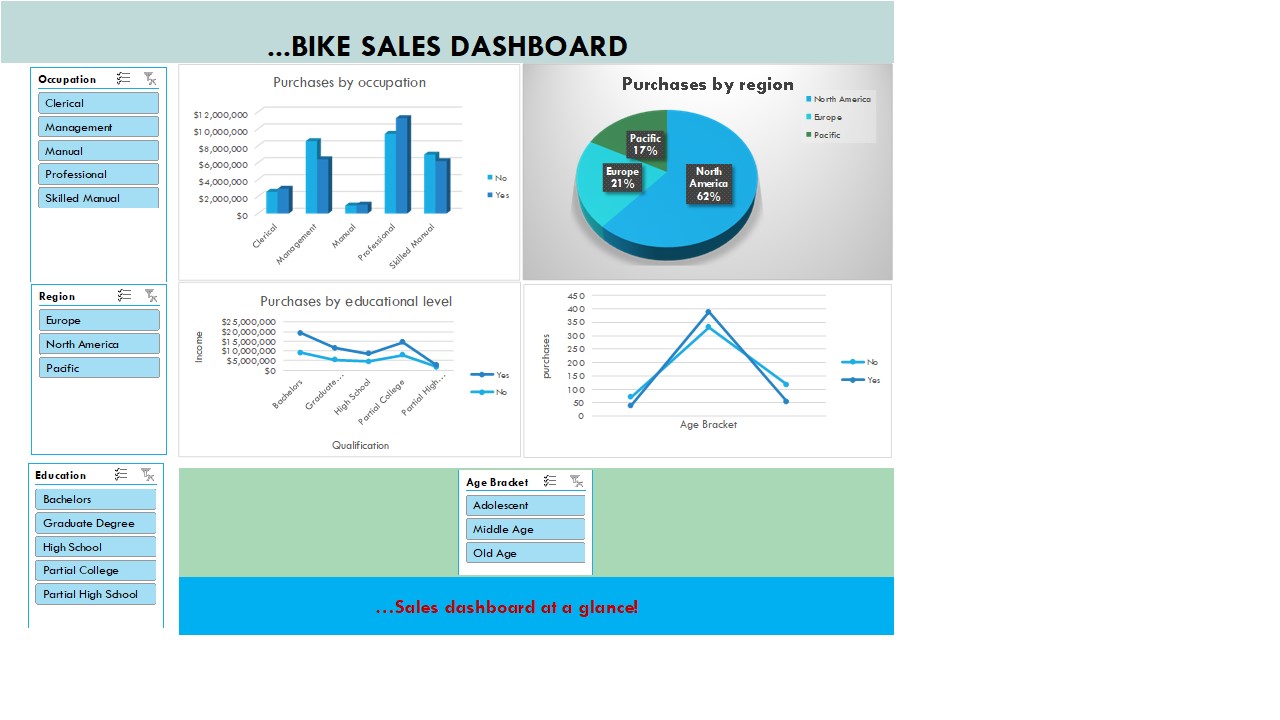 ...BIKE SALES DASHBOARD
Occupation
Clerical
Management
Manual
Professional
Skilled Manual
Purchases by occupation
$12,000,000
$10,000,000
$8,000,000
$6,000,000
$4,000,000
$2,000,000
$0
Clerical
Management
Manual
Professional
Skilled Manual
No
Yes
Purchases by region
North America
Europe
Pacific
Pacific
17%
Europe
21%
North
America
62%
Region
Europe
North America
Pacific
Purchases by educational level
Income
$25,000,000
$20,000,000
$15,000,000
$10,000,000
$5,000,000
$0
Bachelors
Graduate...
High School
Partial College
Partial High...
Qualification
Yes
No
purchases
450
400
350
300
250
200
150
100
50
0
Age Bracket
No
Yes
Education
Bachelors
Graduate Degree
High School
Partial College
Partial High School
Age Bracket
Adolescent
Middle Age
Old Age
...Sales dashboard at a glance!